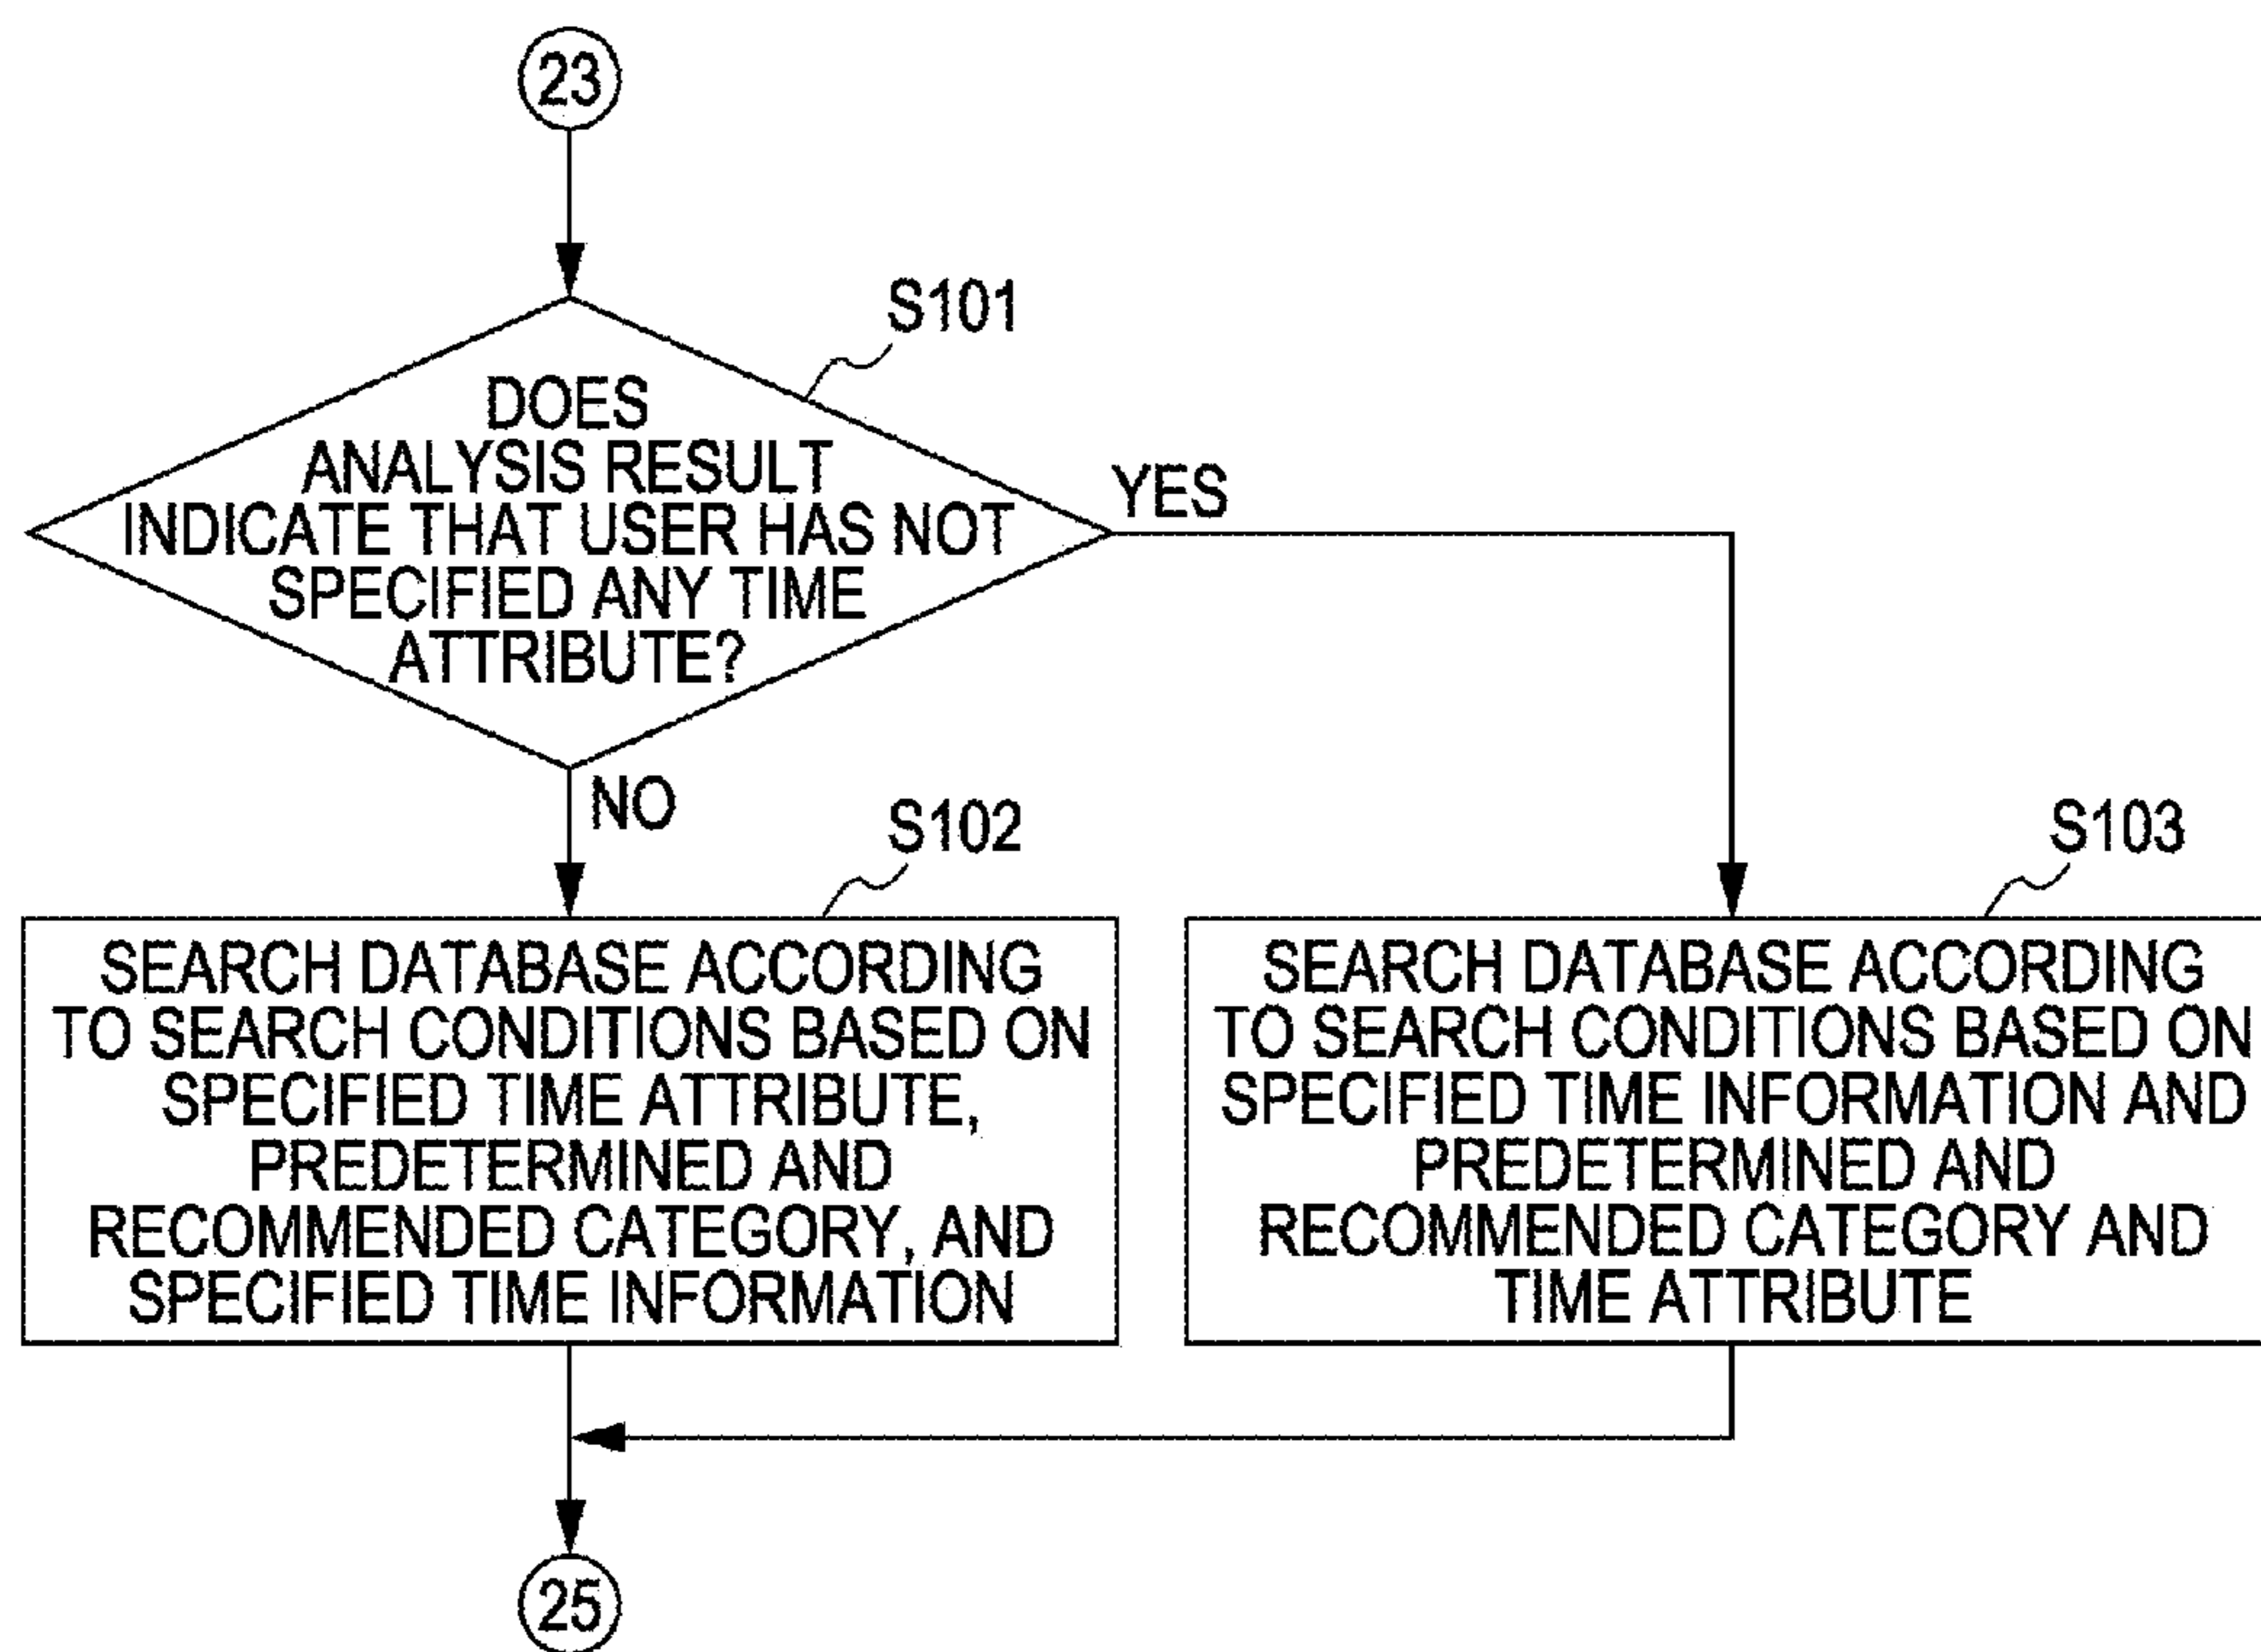 23
S101
DOES
ANALYSIS RESULT
INDICATE THAT USER HAS NOT
SPECIFIED ANY TIME
ATTRIBUTE?
YES
NO
S102
SEARCH DATABASE ACCORDING
TO SEARCH CONDITIONS BASED ON
SPECIFIED TIME ATTRIBUTE,
PREDETERMINED AND
RECOMMENDED CATEGORY, AND
SPECIFIED TIME INFORMATION
S103
SEARCH DATABASE ACCORDING
TO SEARCH CONDITIONS BASED ON
SPECIFIED TIME INFORMATION AND
PREDETERMINED AND
RECOMMENDED CATEGORY AND
TIME ATTRIBUTE
25